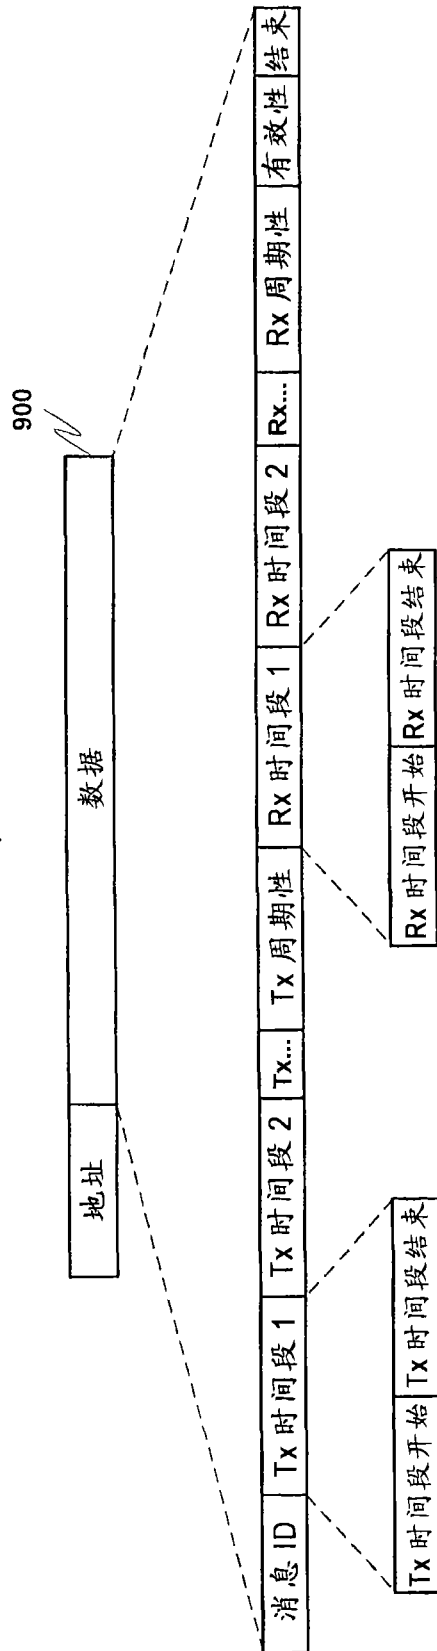 900
地址
数据
消息 ID
Tx 时间段 1
Tx 时间段 2
Tx...
Tx 周期性
Rx 时间段 1
Rx 时间段 2
Rx...
Rx 周期性
有效性
结束
Tx 时间段开始
Tx 时间段结束
Rx 时间段开始
Rx 时间段结束